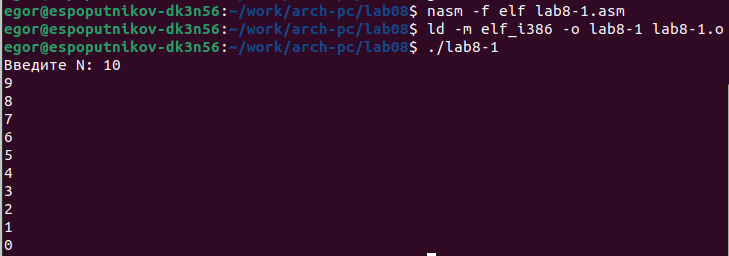 egor@espoputnikov-dk3n56:~/work/arch-pc/lab08$ nasm -f elf lab8-1.asm
egor@espoputnikov-dk3n56:~/work/arch-pc/lab08$ ld -m elf_i386 -o lab8-1 lab8-1.o
egor@espoputnikov-dk3n56:~/work/arch-pc/lab08$ ./lab8-1
Введите N: 10
9
8
7
6
5
4
3
2
1
0